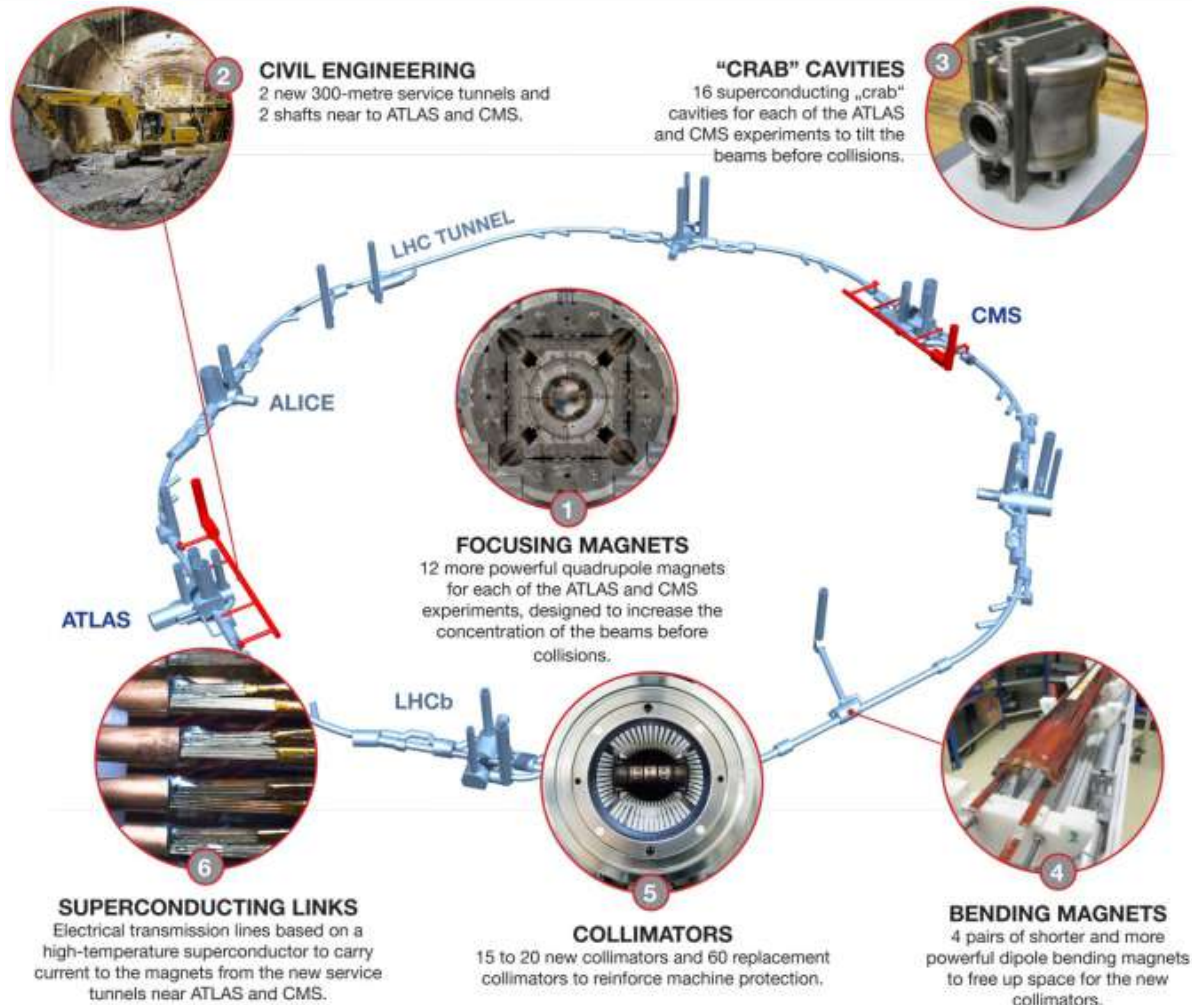 2
CIVIL ENGINEERING
2 new 300-metre service tunnels and
2 shafts near to ATLAS and CMS.
3
“CRAB” CAVITIES
16 superconducting „crab“
cavities for each of the ATLAS
and CMS experiments to tilt the
beams before collisions.
LHC TUNNEL
CMS
ALICE
1
FOCUSING MAGNETS
12 more powerful quadrupole magnets
for each of the ATLAS and CMS
experiments, designed to increase the
concentration of the beams before
collisions.
ATLAS
LHCb
6
SUPERCONDUCTING LINKS
Electrical transmission lines based on a
high-temperature superconductor to carry
current to the magnets from the new service
tunnels near ATLAS and CMS.
5
COLLIMATORS
15 to 20 new collimators and 60 replacement
collimators to reinforce machine protection.
4
BENDING MAGNETS
4 pairs of shorter and more
powerful dipole bending magnets
to free up space for the new
collimators.